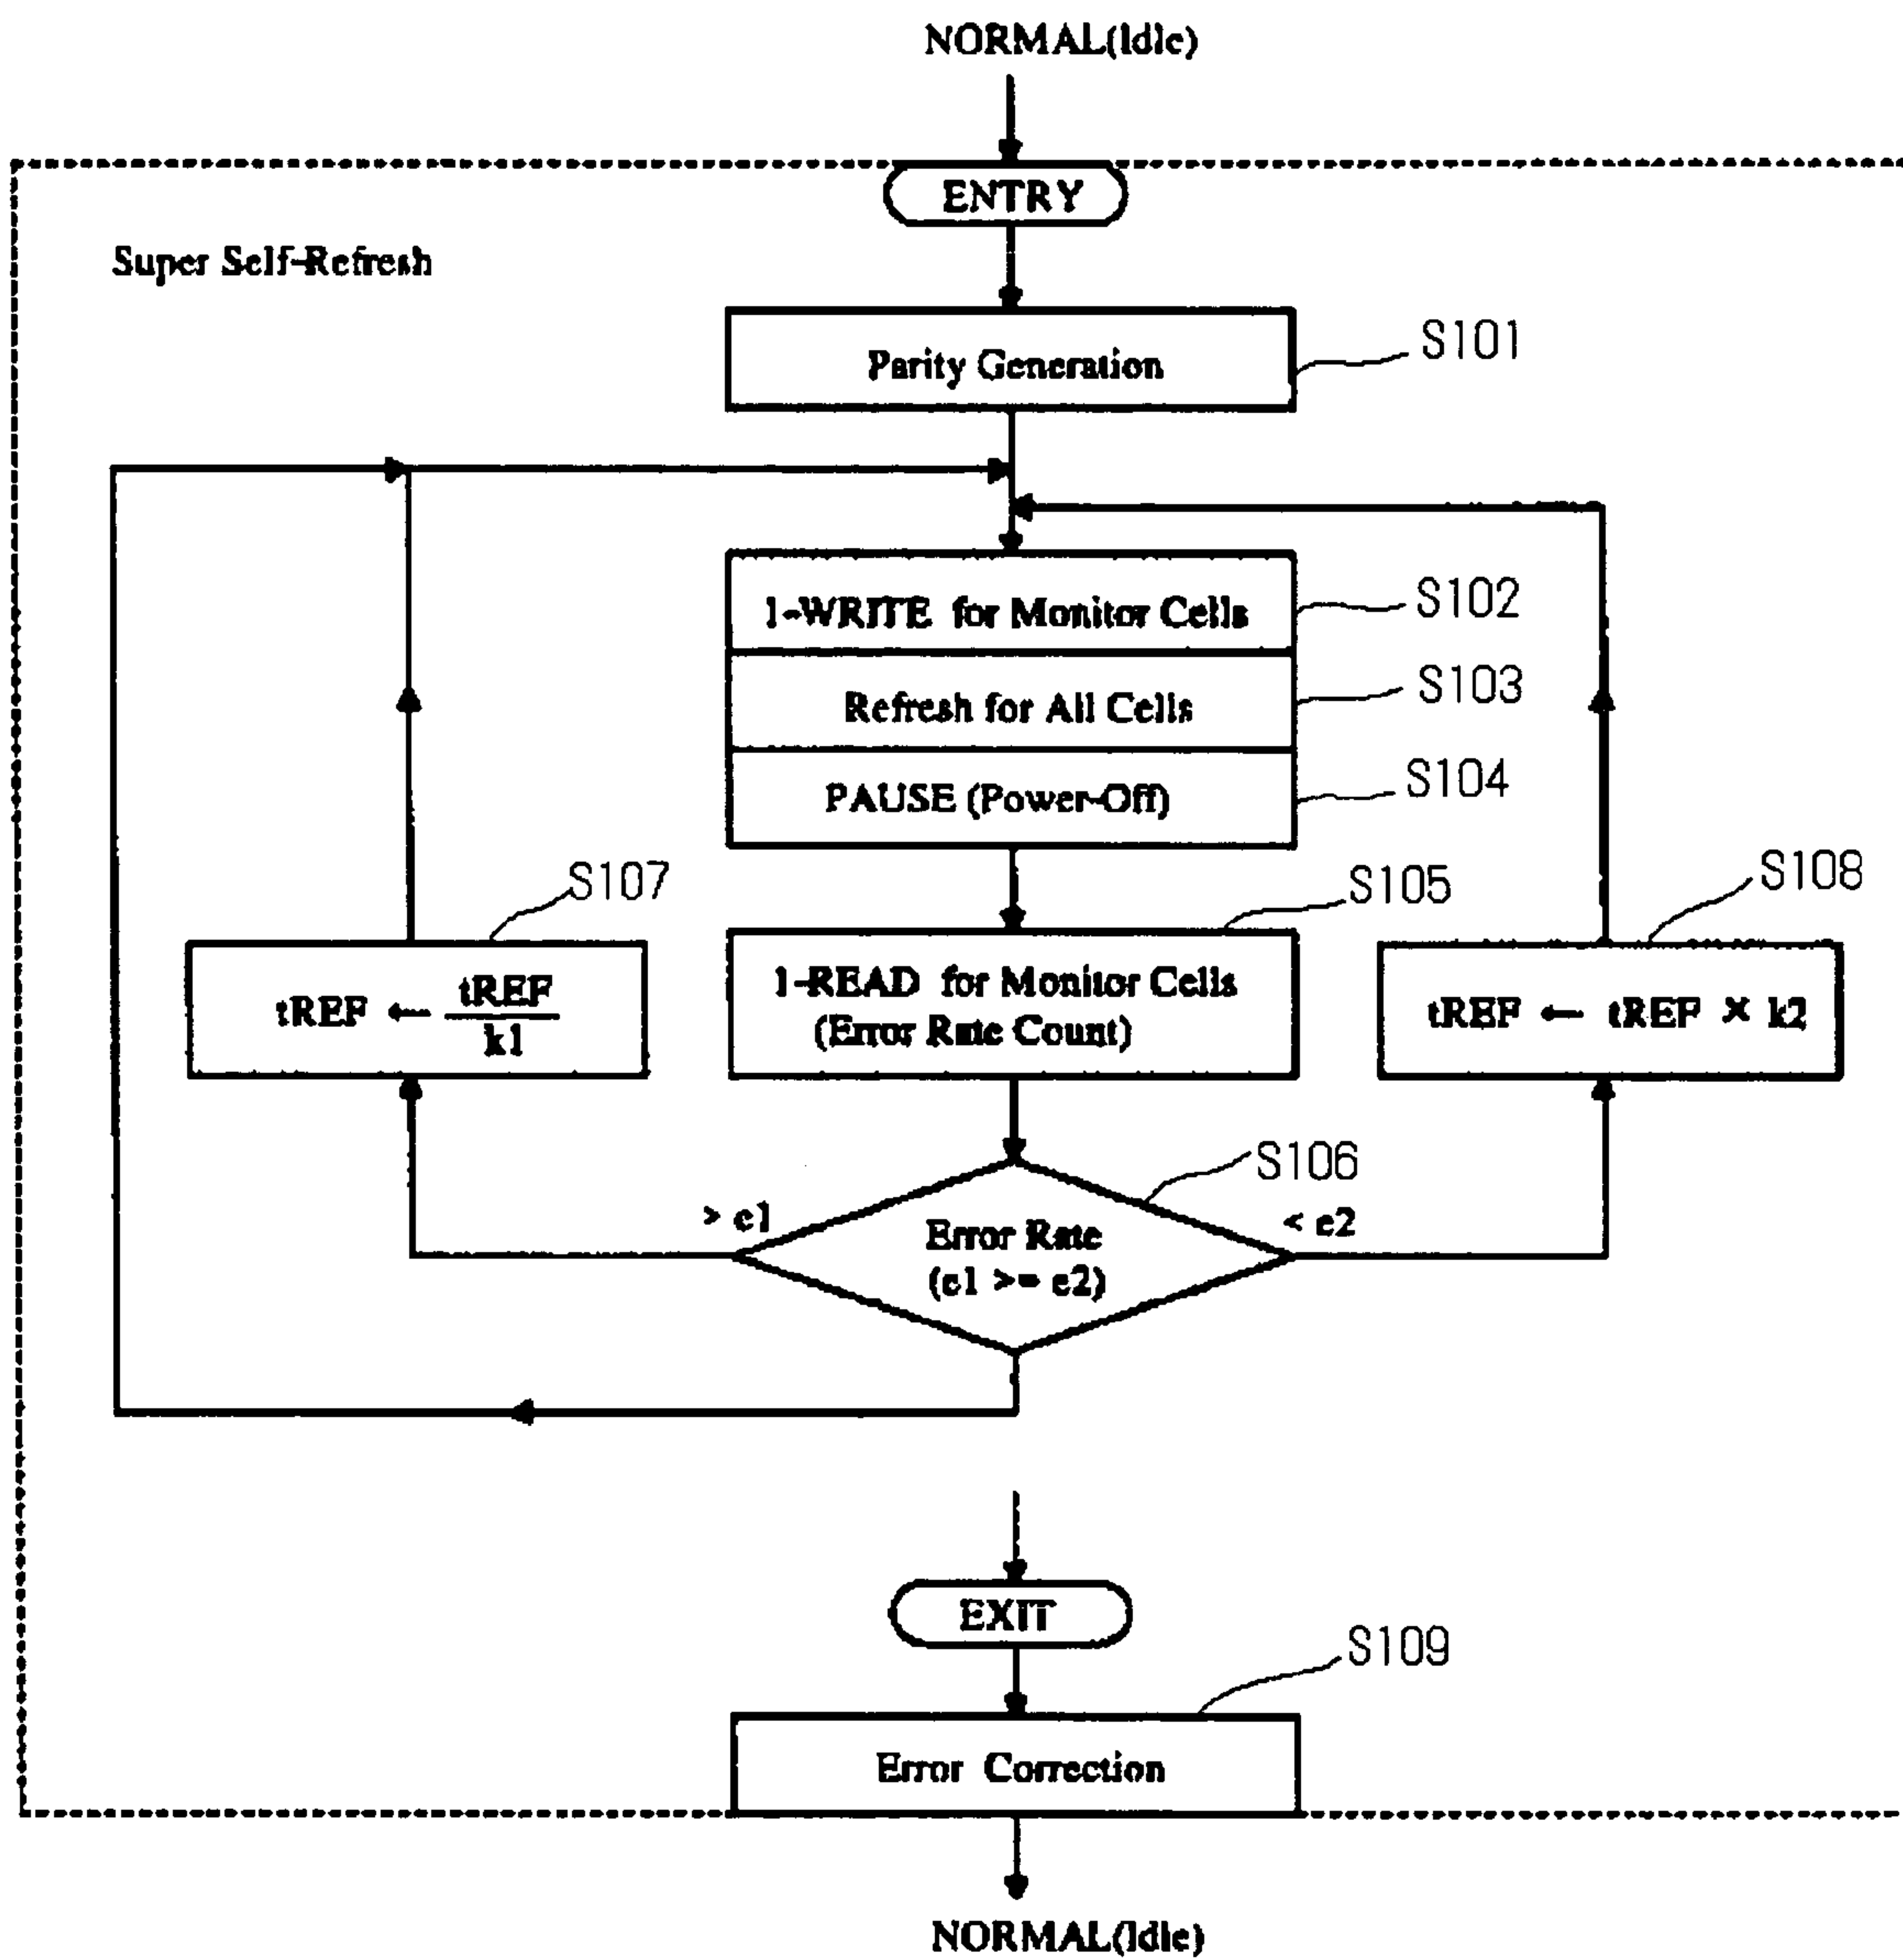 NORMAL(Idle)
ENTRY
Super Self-Refresh
Parity Generation
S101
1-WRITE for Monitor Cells
S102
Refresh for All Cells
S103
PAUSE (Power-Off)
S104
S107
S105
S108
tREF ← tREF
k1
1-READ for Monitor Cells
(Error Rate Count)
tREF ← tREF × k2
S106
> e1
Error Rate
(e1 >= e2)
< e2
EXIT
S109
Error Correction
NORMAL(Idle)